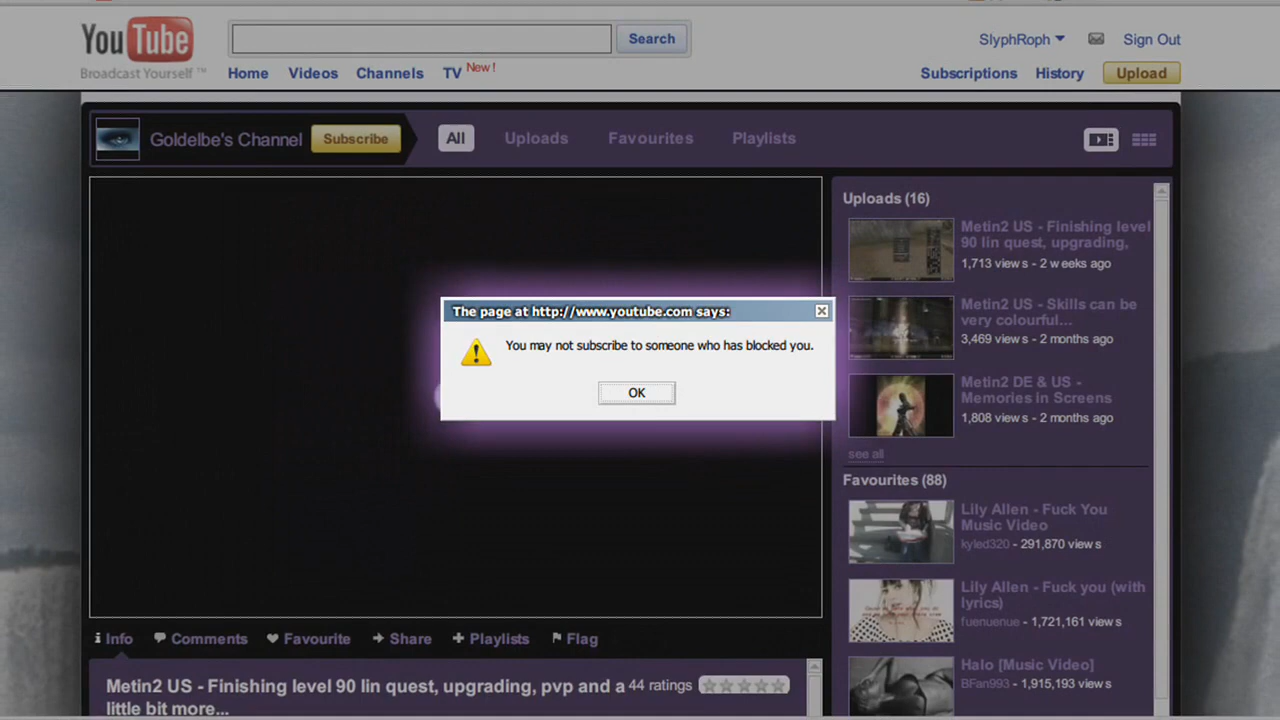 You Tube
Broadcast Yourself ™
Search
SlyphRoph
Sign Out
Home
Videos
Channels
TV
New!
Subscriptions
History
Upload
Goldelbe's Channel
Subscribe
All
Uploads
Favourites
Playlists
The page at http://www.youtube.com says:
You may not subscribe to someone who has blocked you.
OK
Uploads (16)
Metin2 US - Finishing level
90 lin quest, upgrading,
1,713 views - 2 weeks ago
Metin2 US - Skills can be
very colourful...
3,469 views - 2 months ago
Metin2 DE & US -
Memories in Screens
1,808 views - 2 months ago
see all
Favourites (88)
Lily Allen - Fuck You
Music Video
kyled320 - 291,870 views
Lily Allen - Fuck you (with
lyrics)
fuenuenue - 1,721,161 views
Halo [Music Video]
BFan993 - 1,915,193 views
Info
Comments
Favourite
Share
Playlists
Flag
Metin2 US - Finishing level 90 lin quest, upgrading, pvp and a
little bit more...
44 ratings